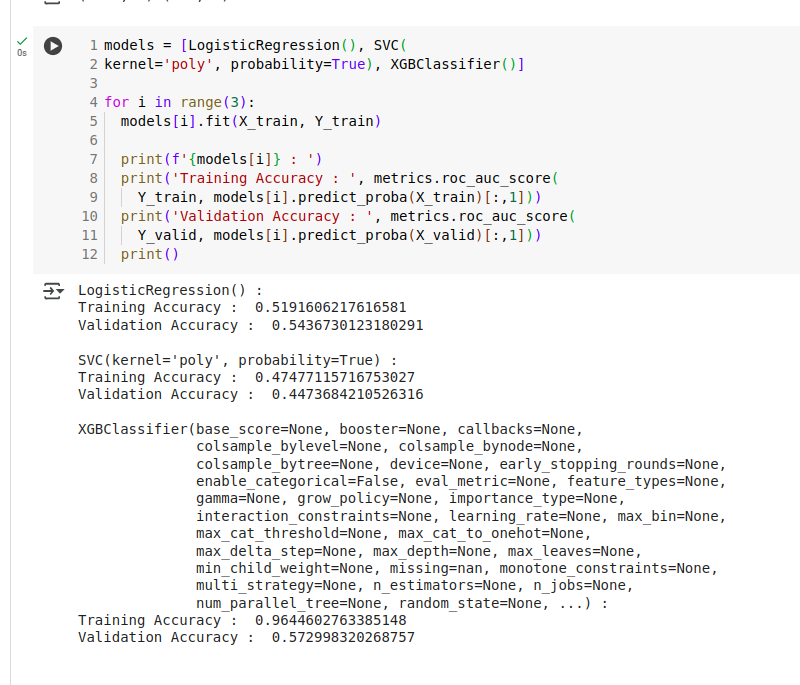 0s
1 models = [LogisticRegression(), SVC(
2 kernel='poly', probability=True), XGBClassifier()]
3
4 for i in range(3):
5   models[i].fit(X_train, Y_train)
6
7   print(f'{models[i]} : ')
8   print('Training Accuracy : ', metrics.roc_auc_score(
9     Y_train, models[i].predict_proba(X_train)[:,1]))
10   print('Validation Accuracy : ', metrics.roc_auc_score(
11     Y_valid, models[i].predict_proba(X_valid)[:,1]))
12   print()
LogisticRegression() :
Training Accuracy :  0.5191606217616581
Validation Accuracy :  0.5436730123180291
SVC(kernel='poly', probability=True) :
Training Accuracy :  0.47477115716753027
Validation Accuracy :  0.4473684210526316
XGBClassifier(base_score=None, booster=None, callbacks=None,
              colsample_bylevel=None, colsample_bynode=None,
              colsample_bytree=None, device=None, early_stopping_rounds=None,
              enable_categorical=False, eval_metric=None, feature_types=None,
              gamma=None, grow_policy=None, importance_type=None,
              interaction_constraints=None, learning_rate=None, max_bin=None,
              max_cat_threshold=None, max_cat_to_onehot=None,
              max_delta_step=None, max_depth=None, max_leaves=None,
              min_child_weight=None, missing=nan, monotone_constraints=None,
              multi_strategy=None, n_estimators=None, n_jobs=None,
              num_parallel_tree=None, random_state=None, ...) :
Training Accuracy :  0.9644602763385148
Validation Accuracy :  0.572998320268757